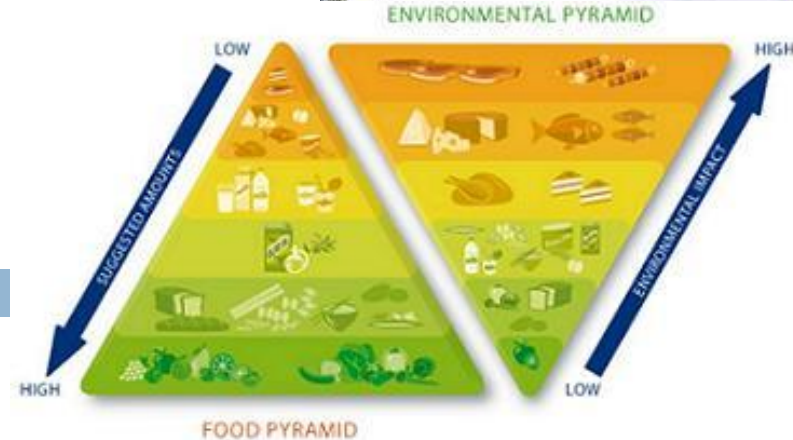 ENVIRONMENTAL PYRAMID
LOW
HIGH
SUGGESTED AMOUNTS
ENVIRONMENTAL IMPACT
HIGH
LOW
FOOD PYRAMID